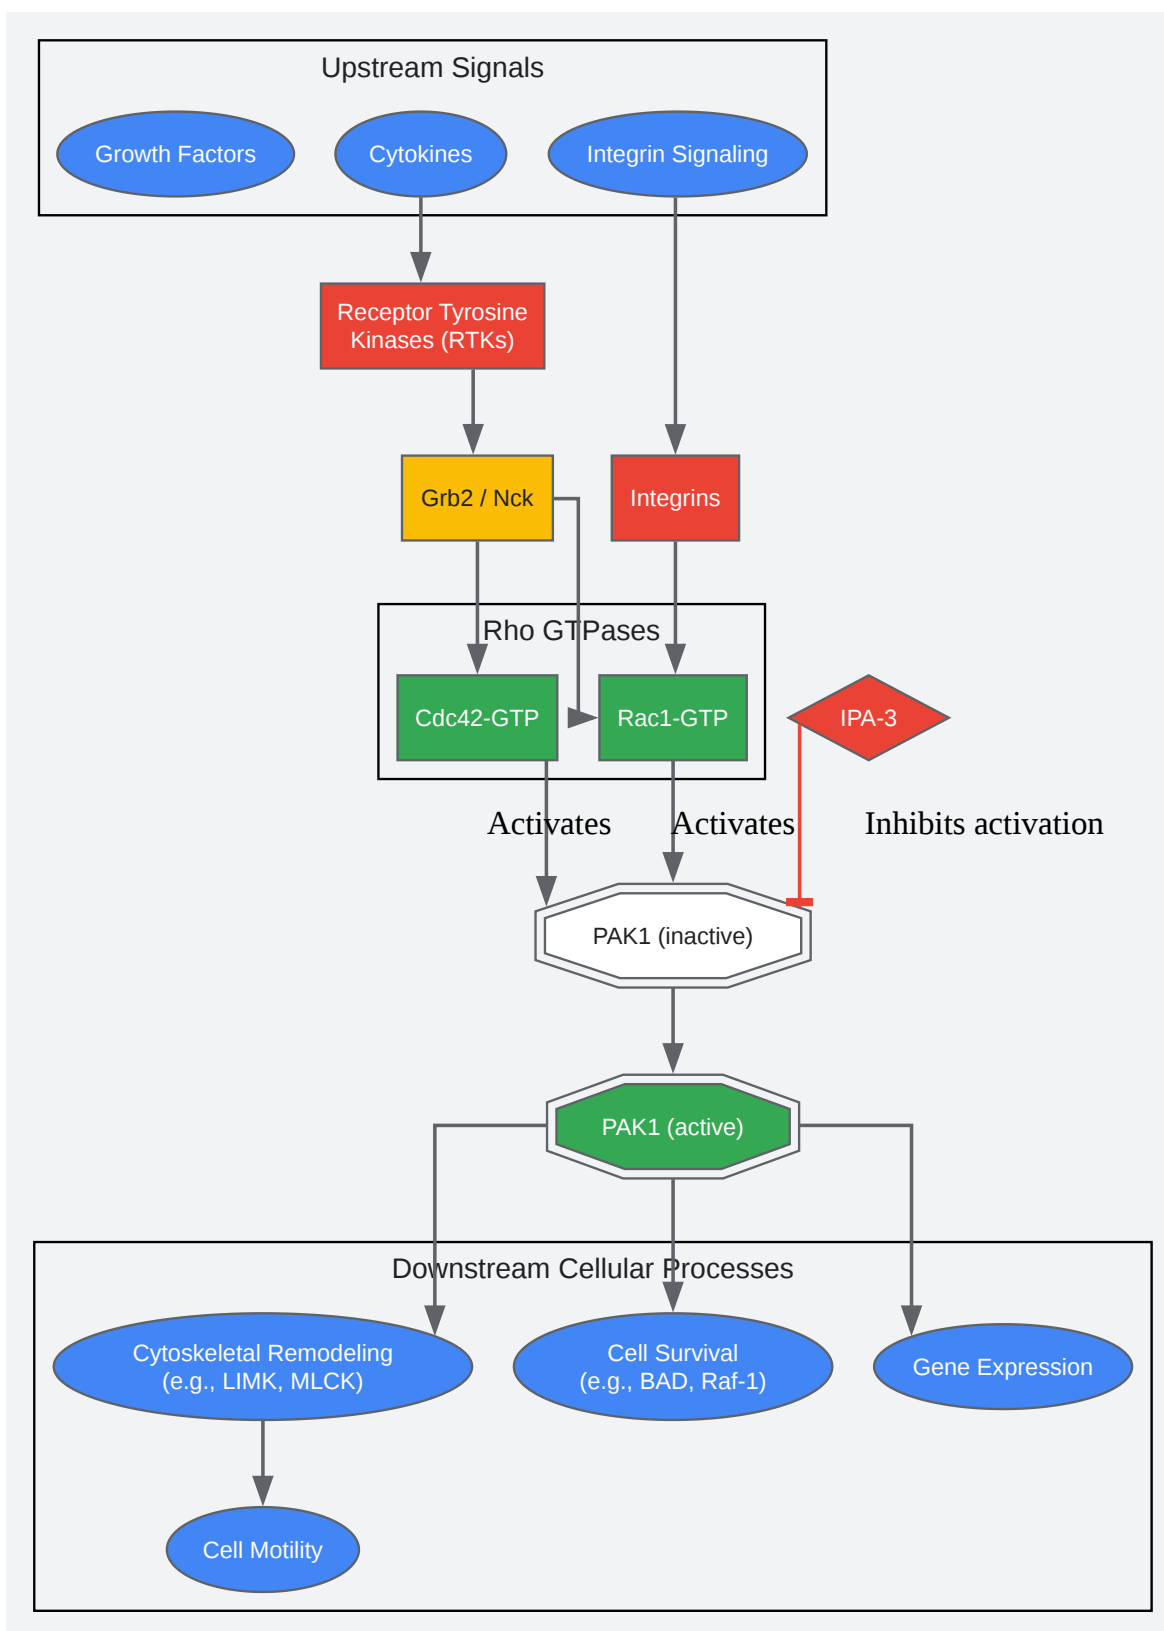 Upstream Signals
Growth Factors
Cytokines
Integrin Signaling
Receptor Tyrosine
Kinases (RTKs)
Grb2 / Nck
Integrins
Rho GTPases
Cdc42-GTP
Rac1-GTP
IPA-3
Activates
Activates
Inhibits activation
PAK1 (inactive)
PAK1 (active)
Downstream Cellular Processes
Cytoskeletal Remodeling
(e.g., LIMK, MLCK)
Cell Survival
(e.g., BAD, Raf-1)
Gene Expression
Cell Motility